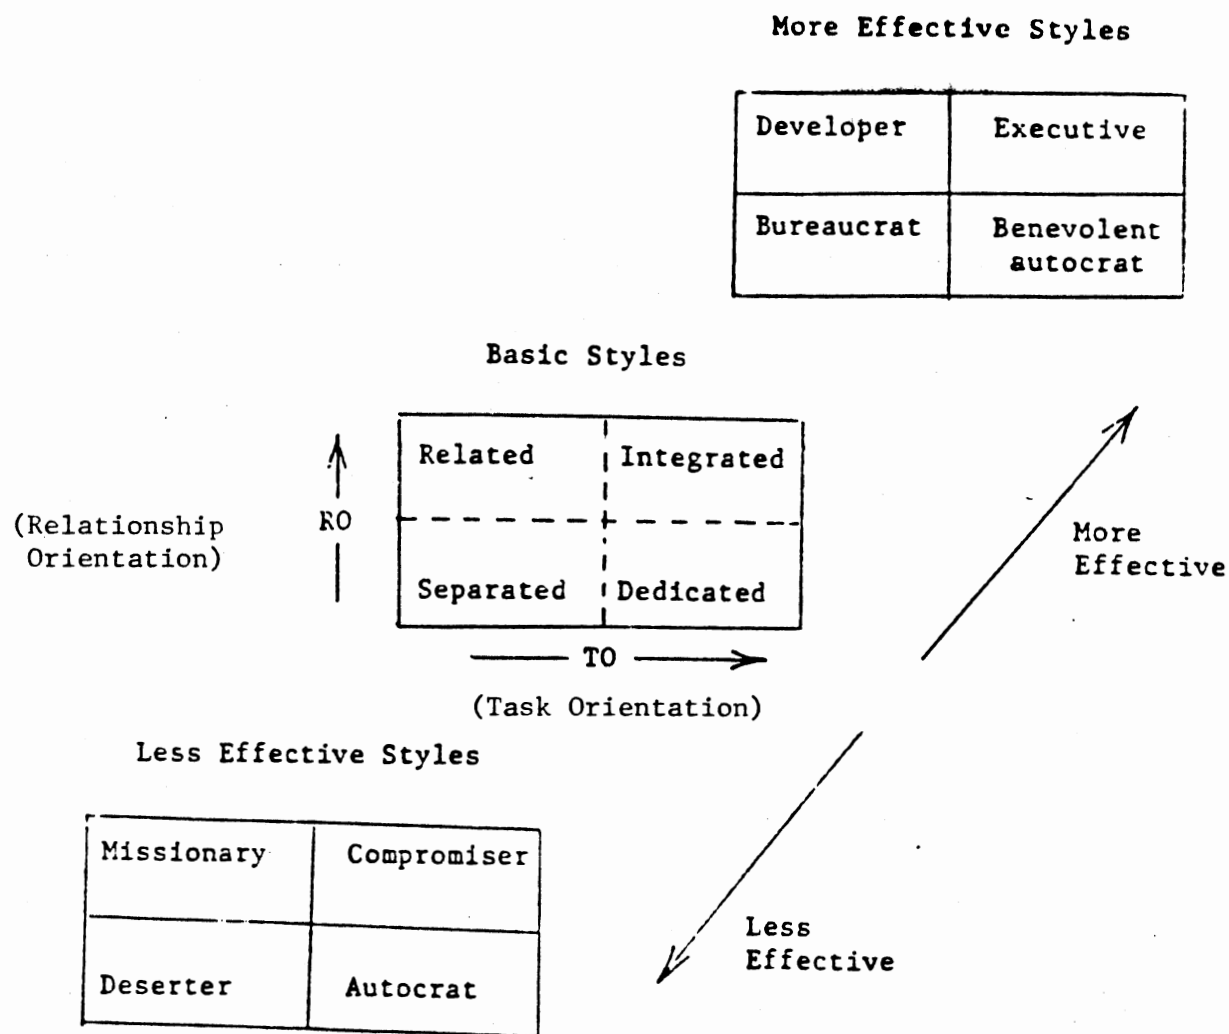 More Effective Styles
Developer
Executive
Bureaucrat
Benevolent
autocrat
Basic Styles
Related
Integrated
(Relationship
Orientation)
RO
Separated
Dedicated
More
Effective
TO
(Task Orientation)
Less Effective Styles
Missionary
Compromiser
Less
Effective
Deserter
Autocrat